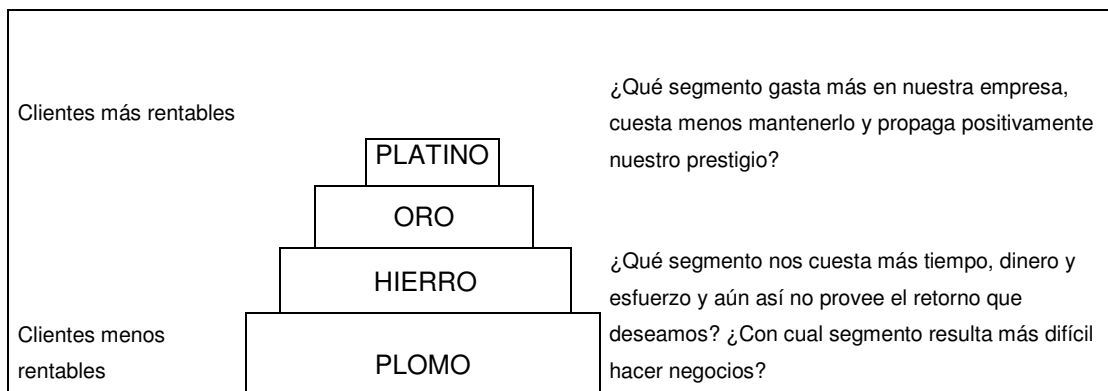 Clientes más rentables
¿Qué segmento gasta más en nuestra empresa,
cuesta menos mantenerlo y propaga positivamente
nuestro prestigio?
PLATINO
ORO
HIERRO
PLOMO
Clientes menos
rentables
¿Qué segmento nos cuesta más tiempo, dinero y
esfuerzo y aún así no provee el retorno que
deseamos? ¿Con cual segmento resulta más difícil
hacer negocios?